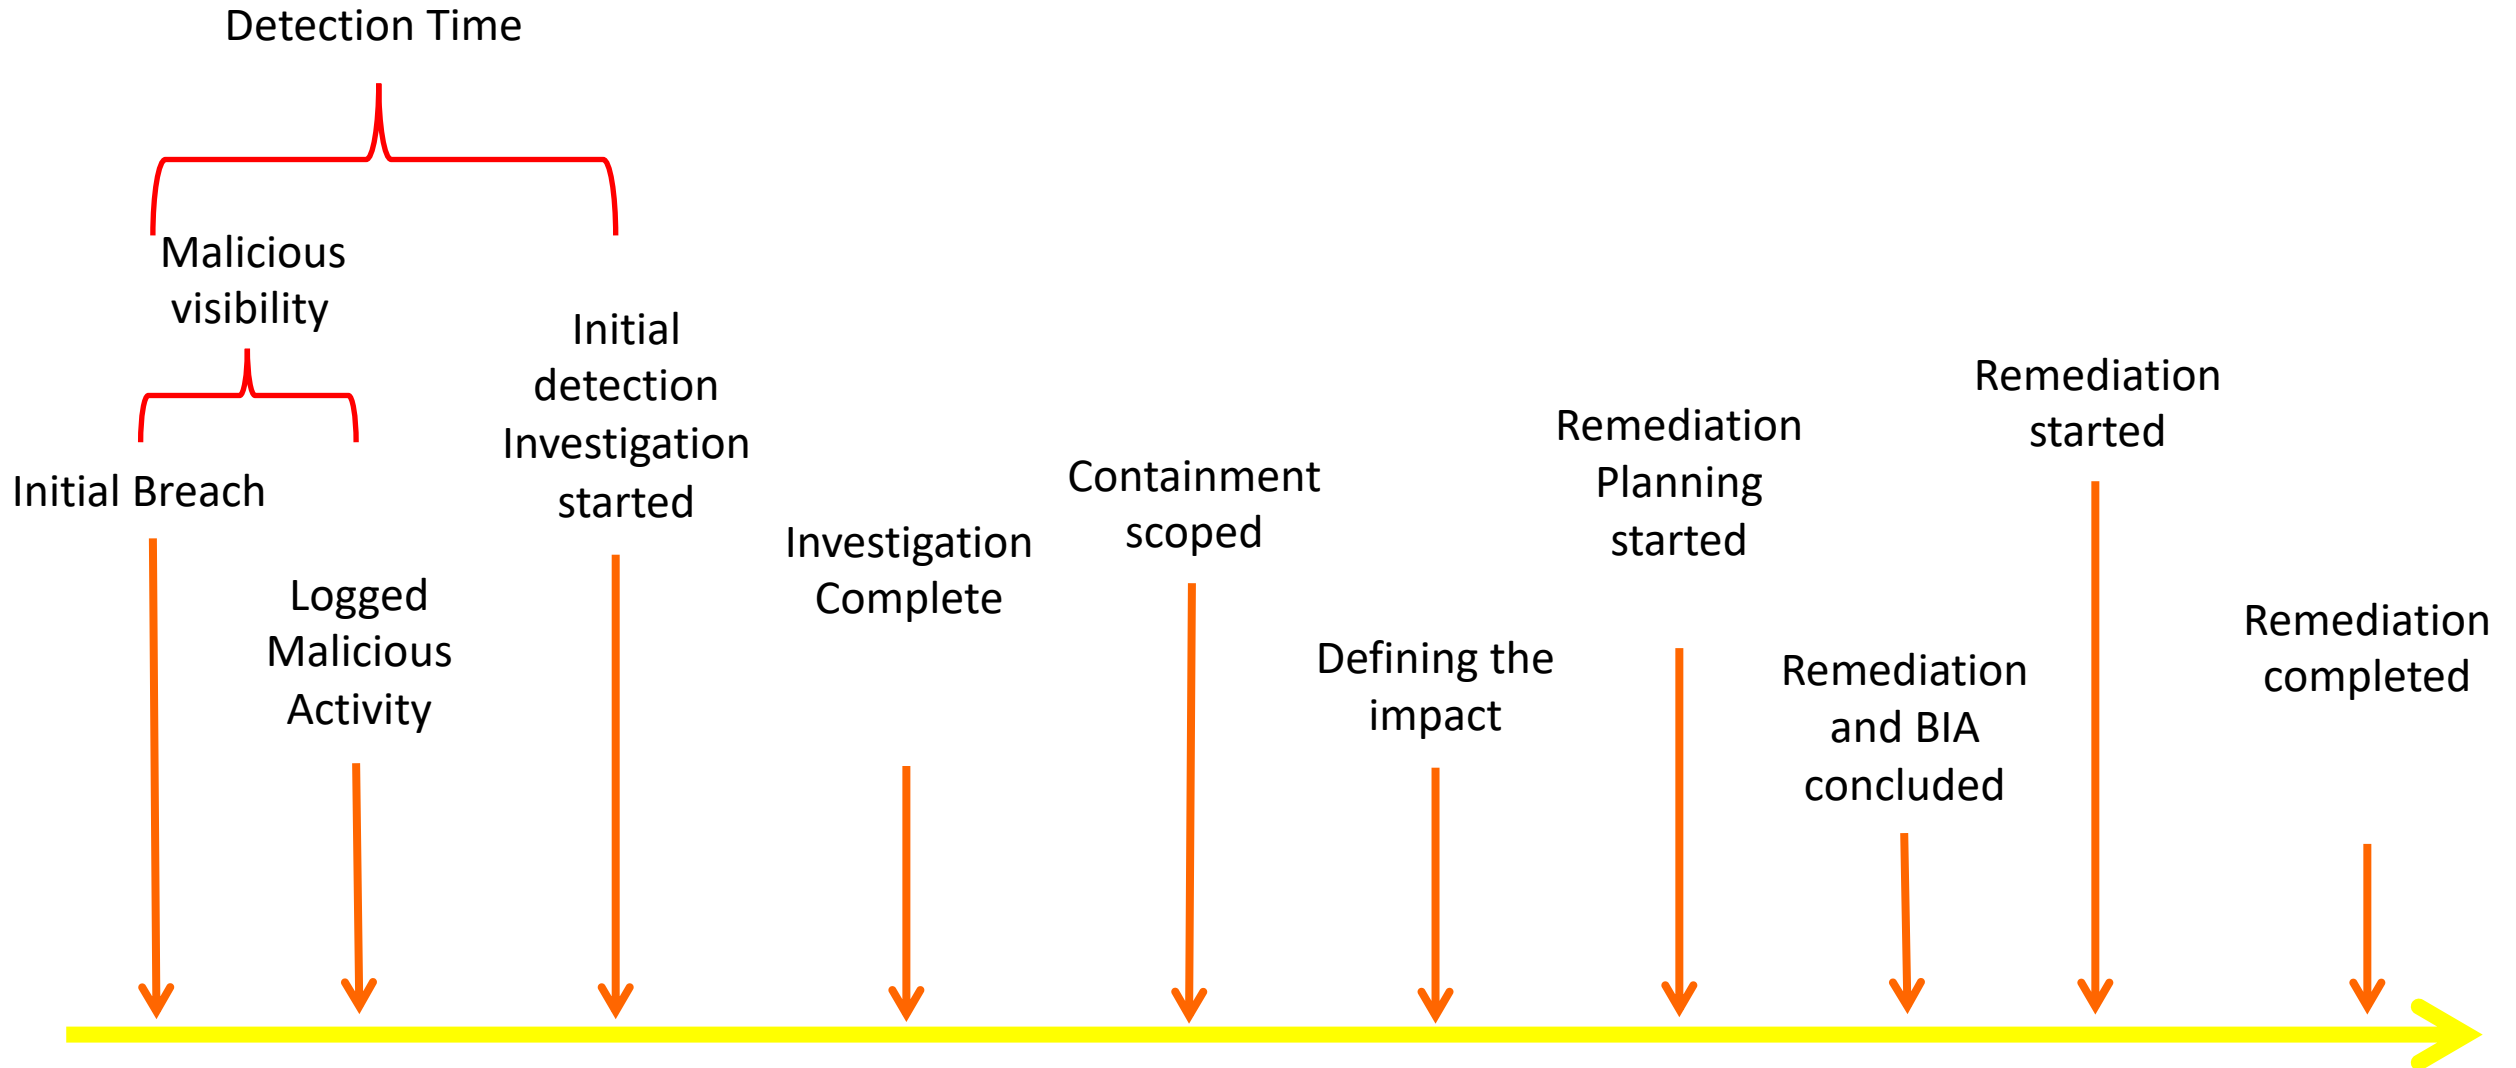 Detection Time
Malicious
visibility
Initial Breach
Logged
Malicious
Activity
Initial
detection
Investigation
started
Investigation
Complete
Containment
scoped
Defining the
impact
Remediation
Planning
started
Remediation
and BIA
concluded
Remediation
started
Remediation
completed